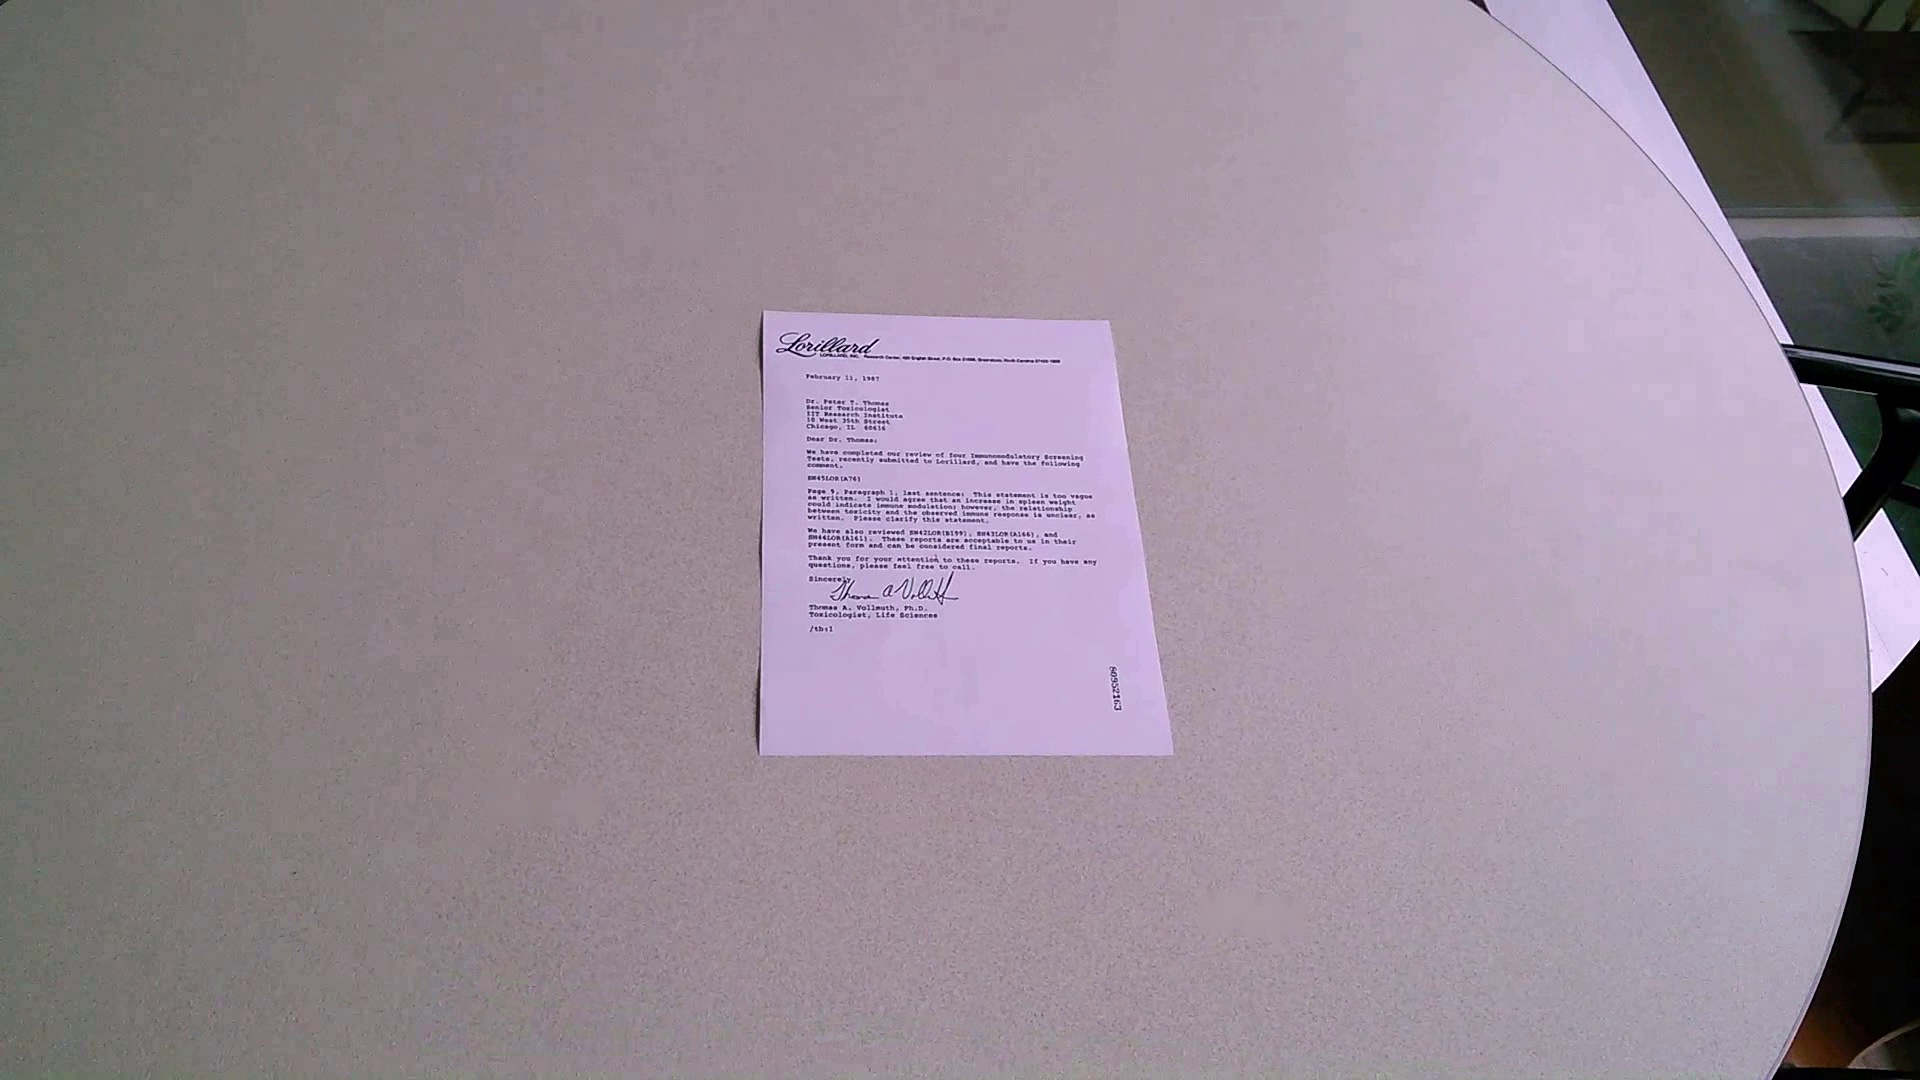 Lorillard
LORILLARD, INC. Research Center, 420 English Street, P.O. Box 21688, Greensboro, North Carolina 27420-1688
February 11, 1987
Dr. Peter T. Thomas
Senior Toxicologist
IIT Research Institute
10 West 35th Street
Chicago, IL 60616
Dear Dr. Thomas:
We have completed our review of four Immunomodulatory Screening
Tests, recently submitted to Lorillard, and have the following
comment.
SN45LOR(A76)
Page 9, Paragraph 1, last sentence: This statement is too vague
as written. I would agree that an increase in spleen weight
could indicate immune modulation; however, the relationship
between toxicity and the observed immune response is unclear, as
written. Please clarify this statement.
We have also reviewed SN42LOR(B199), SN43LOR(A166), and
SN44LOR(A161). These reports are acceptable to us in their
present form and can be considered final reports.
Thank you for your attention to these reports. If you have any
questions, please feel free to call.
Sincerely,
Thomas A Vollmuth
Thomas A. Vollmuth, Ph.D.
Toxicologist, Life Sciences
/tb:1
80952163